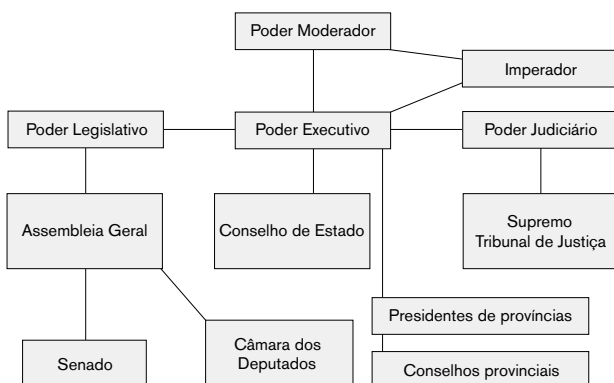 Poder Moderador
Imperador
Poder Legislativo
Poder Executivo
Poder Judiciário
Assembleia Geral
Conselho de Estado
Supremo
Tribunal de Justiça
Presidentes de províncias
Senado
Câmara dos
Deputados
Conselhos provinciais